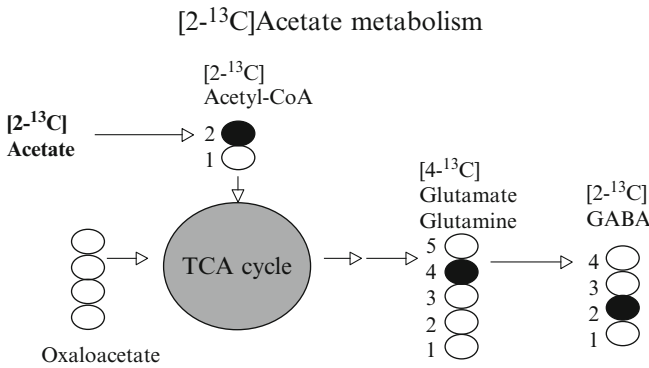 [2-¹³C]Acetate metabolism
[2-¹³C]
Acetyl-CoA
[2-¹³C]
Acetate
2
1
[4-¹³C]
Glutamate
Glutamine
[2-¹³C]
GABA
TCA cycle
Oxaloacetate
5
4
3
2
1
4
3
2
1